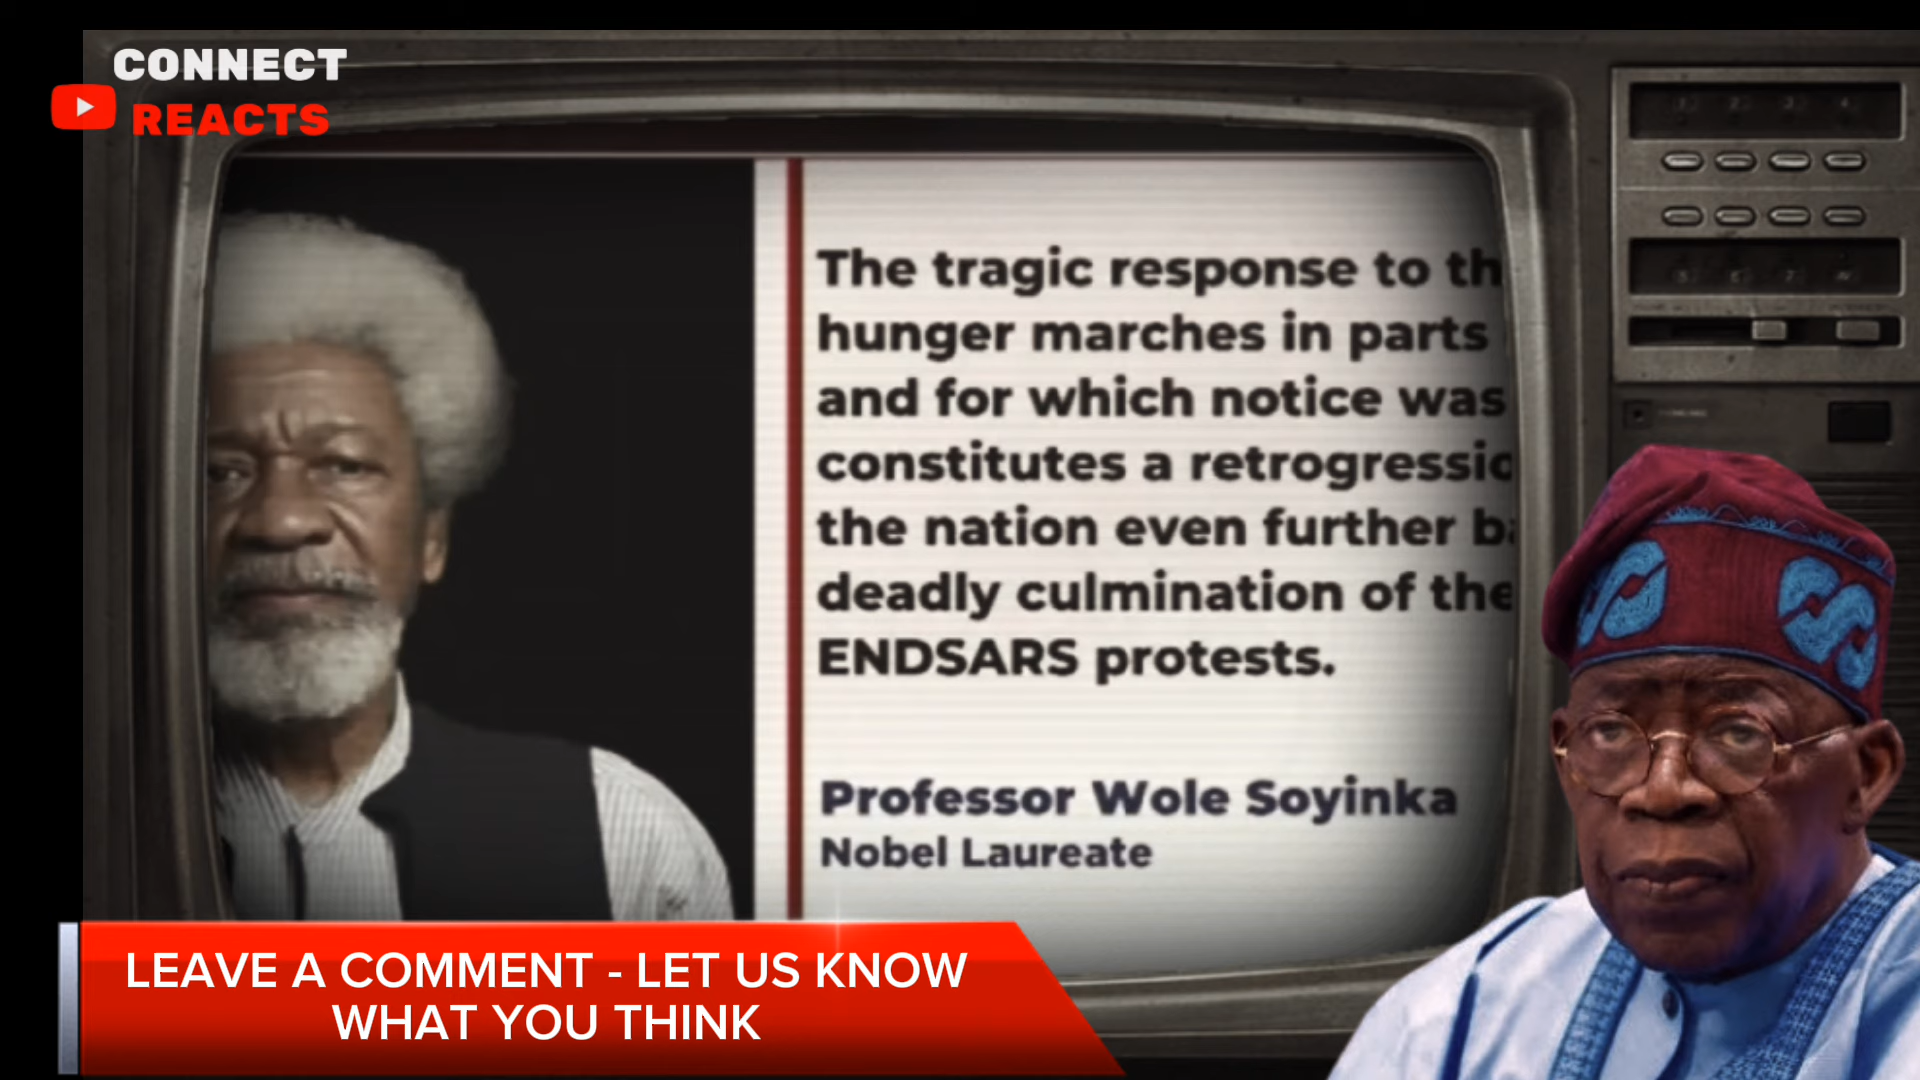 CONNECT
REACTS
The tragic response to th
hunger marches in parts
and for which notice was
constitutes a retrogressio
the nation even further ba
deadly culmination of the
ENDSARS protests.
Professor Wole Soyinka
Nobel Laureate
LEAVE A COMMENT - LET US KNOW
WHAT YOU THINK